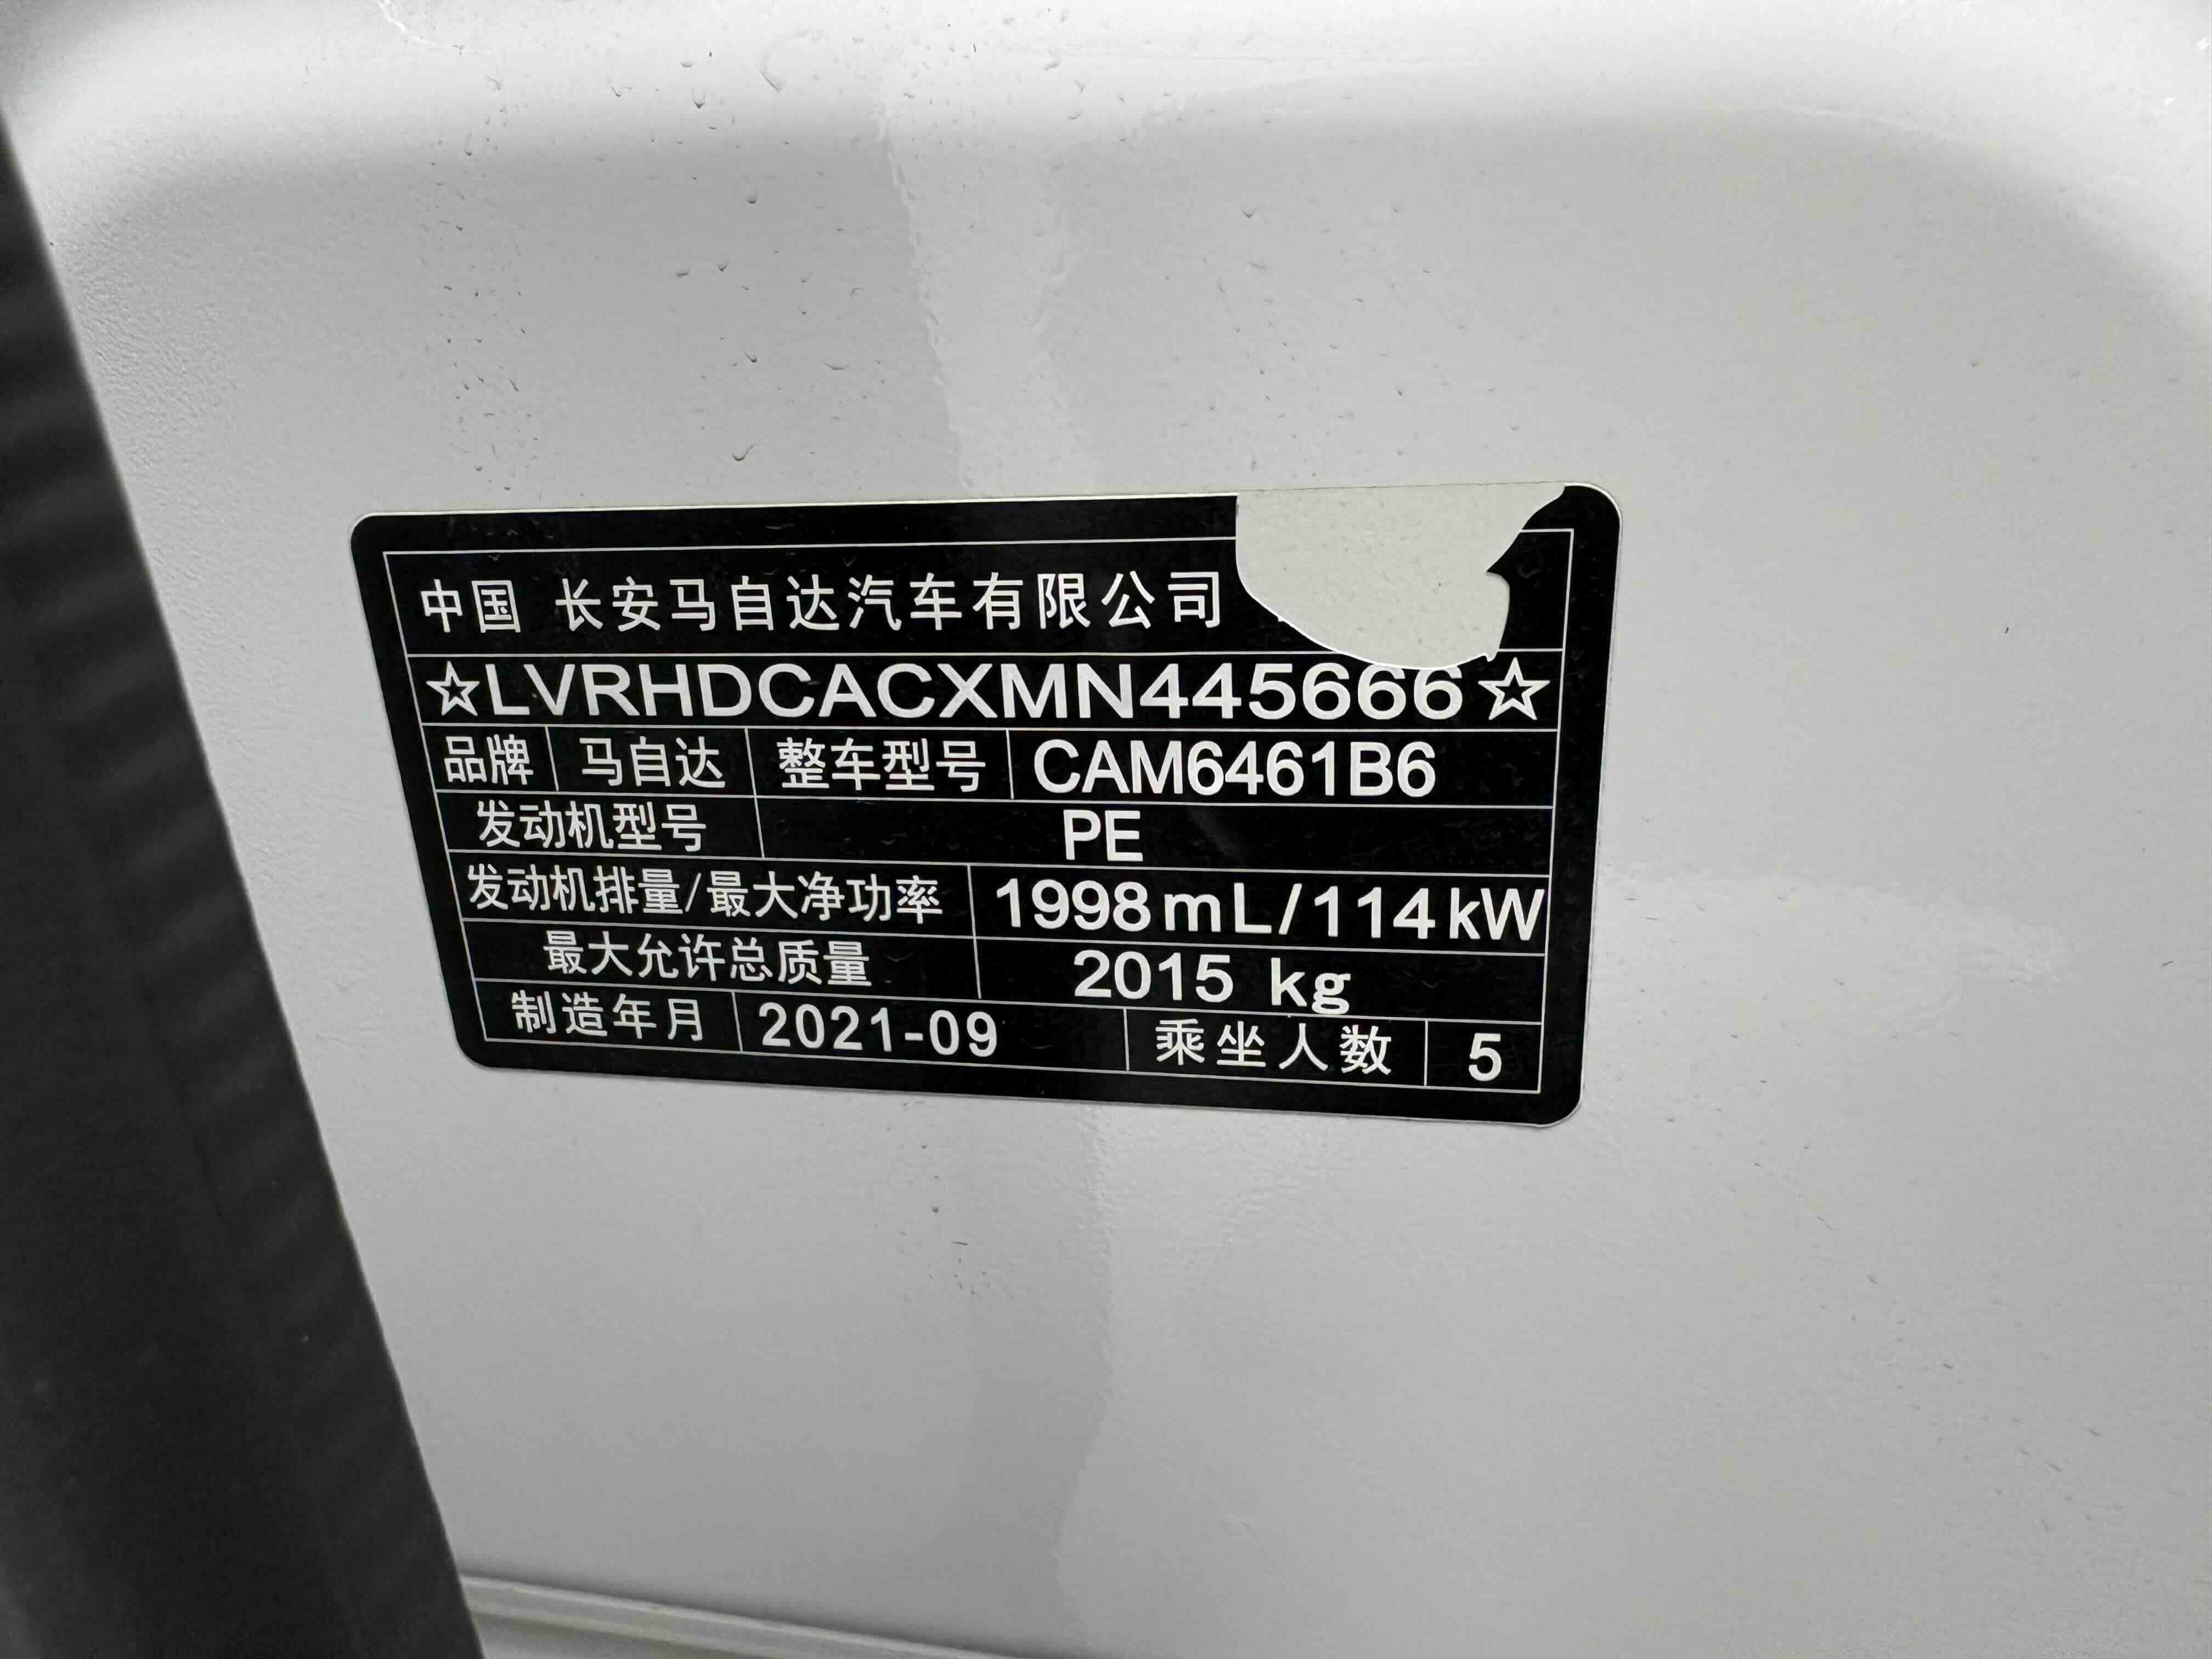 中国 长安马自达汽车有限公司
☆LVRHDCACXMN445666☆
品牌 马自达 整车型号 CAM6461B6
发动机型号 PE
发动机排量/最大净功率 1998mL/114kW
最大允许总质量 2015 kg
制造年月 2021-09 乘坐人数 5